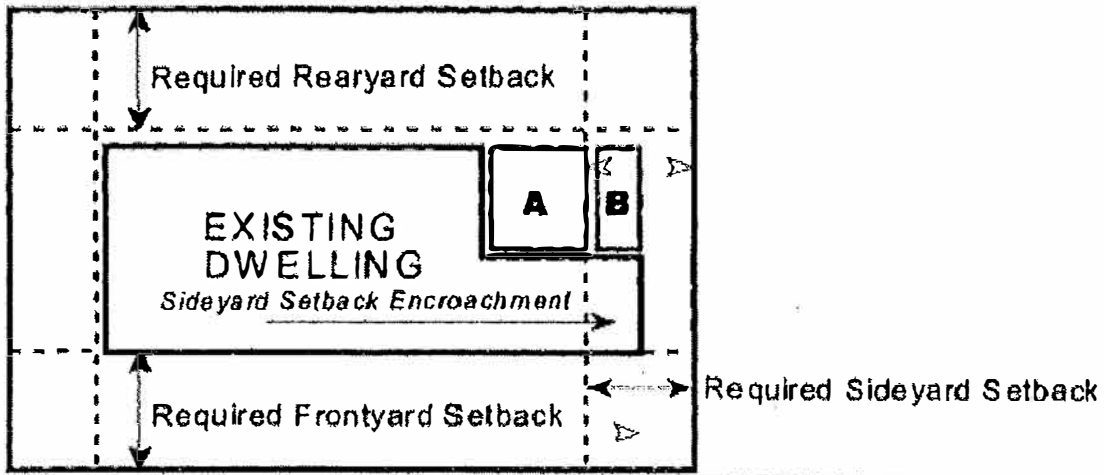 Required Rearyard Setback
A
B
EXISTING
DWELLING
Sideyard Setback Encroachment
Required Sideyard Setback
Required Frontyard Setback